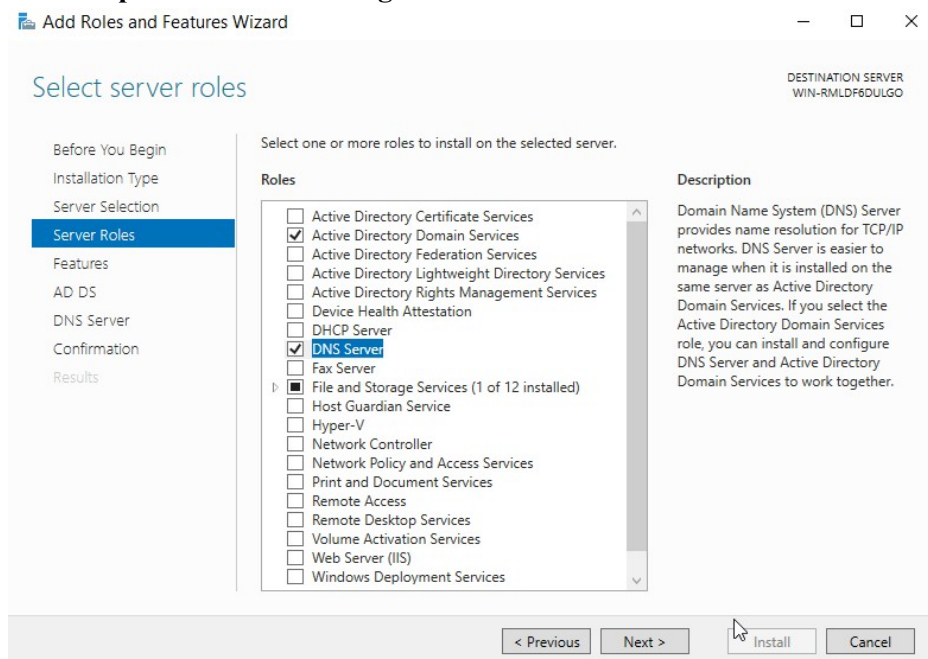 Add Roles and Features Wizard
Select server roles
DESTINATION SERVER
WIN-RMLDF6DULGO
Before You Begin
Installation Type
Server Selection
Server Roles
Features
AD DS
DNS Server
Confirmation
Results
Select one or more roles to install on the selected server.
Roles
Active Directory Certificate Services
Active Directory Domain Services
Active Directory Federation Services
Active Directory Lightweight Directory Services
Active Directory Rights Management Services
Device Health Attestation
DHCP Server
DNS Server
Fax Server
File and Storage Services (1 of 12 installed)
Host Guardian Service
Hyper-V
Network Controller
Network Policy and Access Services
Print and Document Services
Remote Access
Remote Desktop Services
Volume Activation Services
Web Server (IIS)
Windows Deployment Services
Description
Domain Name System (DNS) Server
provides name resolution for TCP/IP
networks. DNS Server is easier to
manage when it is installed on the
same server as Active Directory
Domain Services. If you select the
Active Directory Domain Services
role, you can install and configure
DNS Server and Active Directory
Domain Services to work together.
< Previous
Next >
Install
Cancel